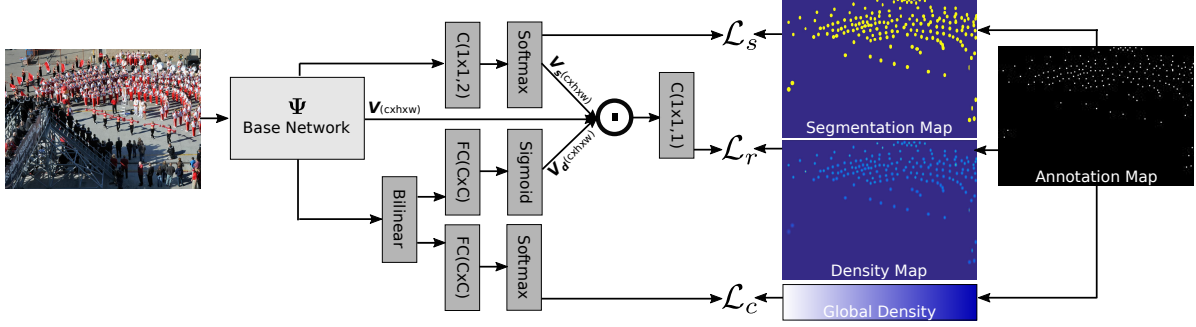 Ψ
Base Network
V(cxhxw)
C(1x1,2)
Softmax
Vs(cxhxw)
FC(CxC)
Sigmoid
Vd(cxhxw)
Bilinear
FC(CxC)
Softmax
C(1x1,1)
ℒs
ℒr
ℒc
Segmentation Map
Density Map
Global Density
Annotation Map